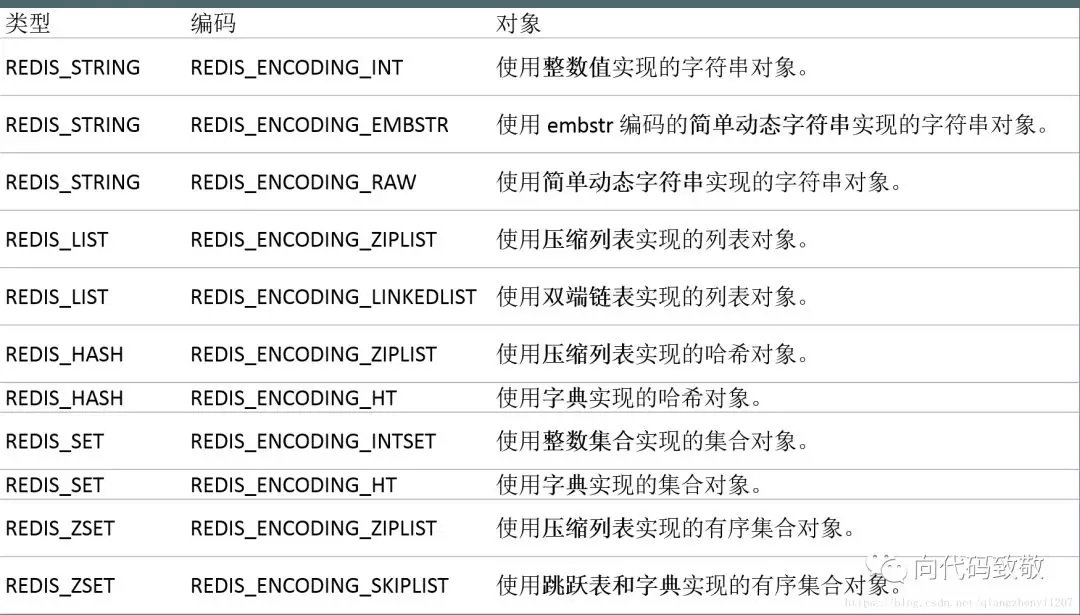 类型 编码 对象
REDIS_STRING REDIS_ENCODING_INT 使用整数值实现的字符串对象。
REDIS_STRING REDIS_ENCODING_EMBSTR 使用 embstr 编码的简单动态字符串实现的字符串对象。
REDIS_STRING REDIS_ENCODING_RAW 使用简单动态字符串实现的字符串对象。
REDIS_LIST REDIS_ENCODING_ZIPLIST 使用压缩列表实现的列表对象。
REDIS_LIST REDIS_ENCODING_LINKEDLIST 使用双端链表实现的列表对象。
REDIS_HASH REDIS_ENCODING_ZIPLIST 使用压缩列表实现的哈希对象。
REDIS_HASH REDIS_ENCODING_HT 使用字典实现的哈希对象。
REDIS_SET REDIS_ENCODING_INTSET 使用整数集合实现的集合对象。
REDIS_SET REDIS_ENCODING_HT 使用字典实现的集合对象。
REDIS_ZSET REDIS_ENCODING_ZIPLIST 使用压缩列表实现的有序集合对象。
REDIS_ZSET REDIS_ENCODING_SKIPLIST 使用跳跃表和字典实现的有序集合对象。
向代码致敬